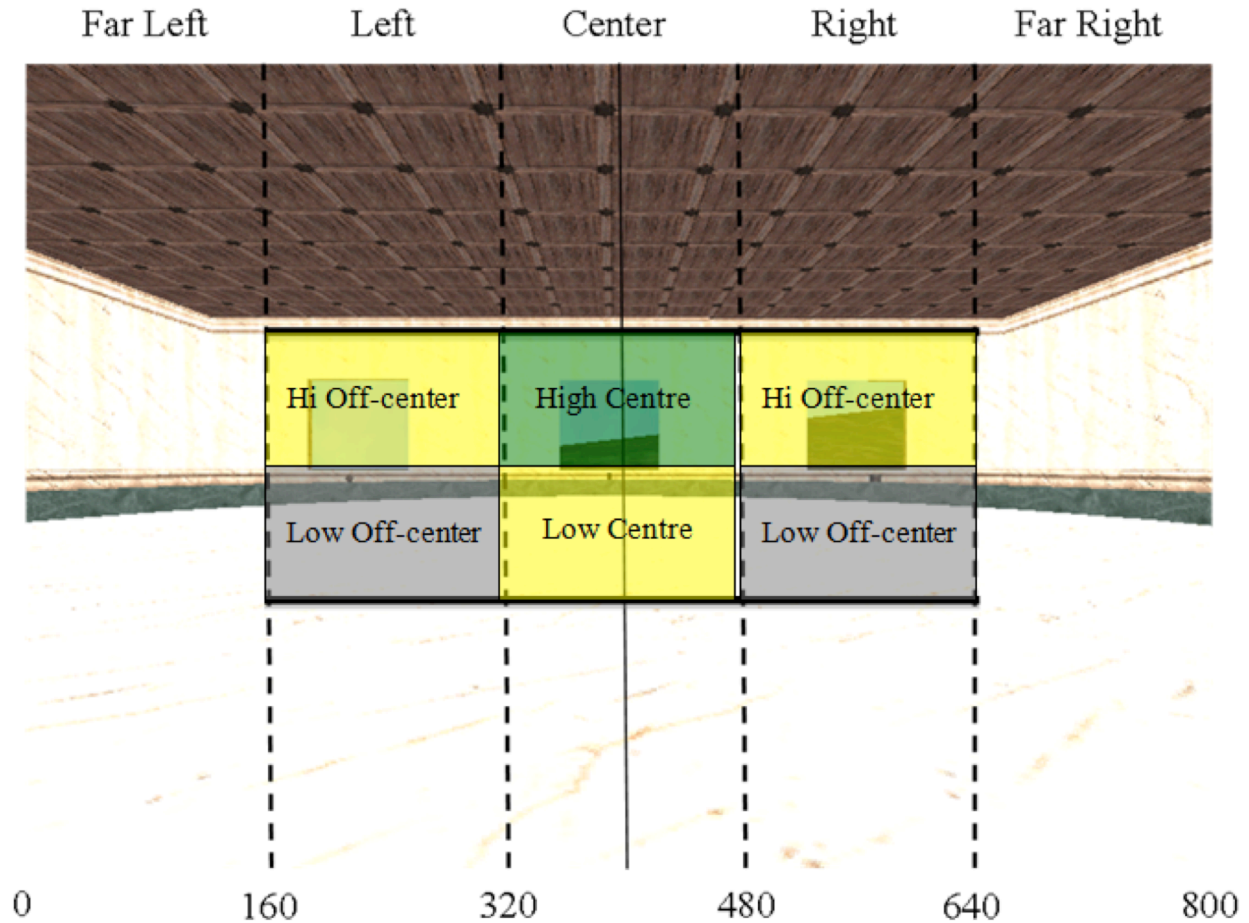 Far Left Left Center Right Far Right
Hi Off-center High Centre Hi Off-center
Low Off-center Low Centre Low Off-center
0 160 320 480 640 800